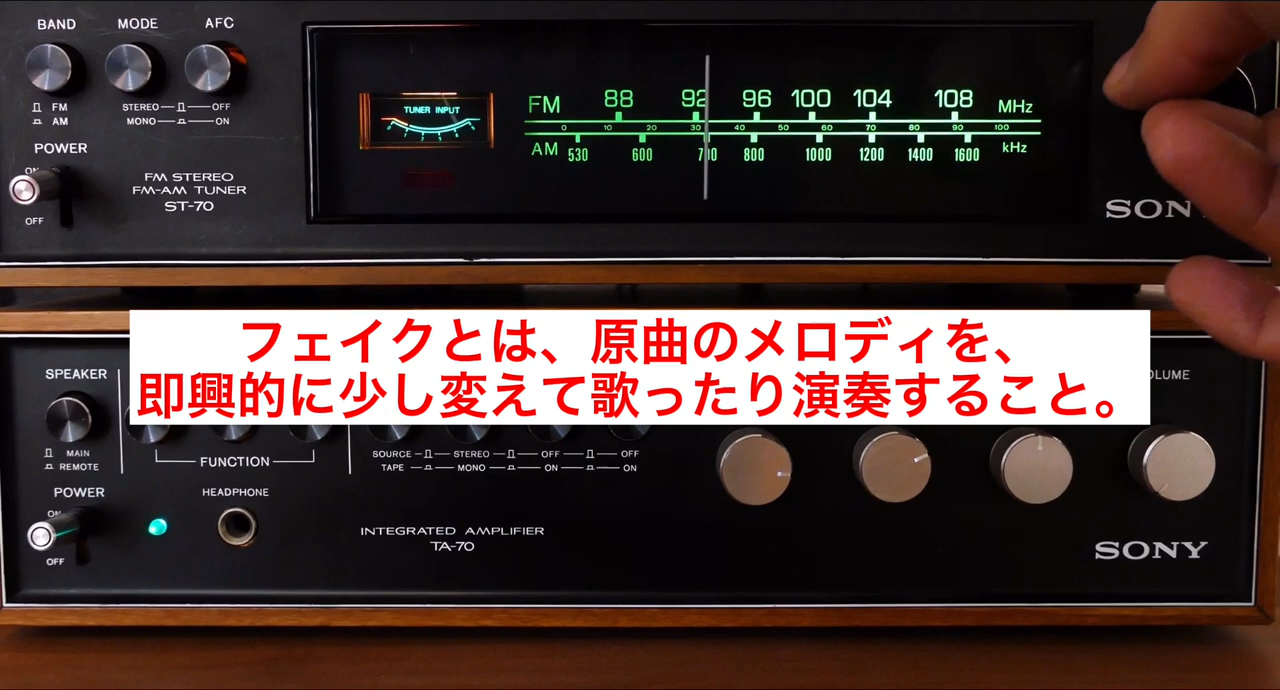 BAND MODE AFC
FM
AM
STEREO OFF
MONO ON
POWER
ON
OFF
FM STEREO
FM-AM TUNER
ST-70
TUNER INPUT
FM 88 92 96 100 104 108 MHz
0 10 20 30 40 50 60 70 80 90 100
AM 530 600 700 800 1000 1200 1400 1600 kHz
SONY
フェイクとは、原曲のメロディを、
即興的に少し変えて歌ったり演奏すること。
SPEAKER
MAIN
REMOTE
FUNCTION
SOURCE STEREO OFF OFF
TAPE MONO ON ON
POWER
ON
OFF
HEADPHONE
INTEGRATED AMPLIFIER
TA-70
SONY